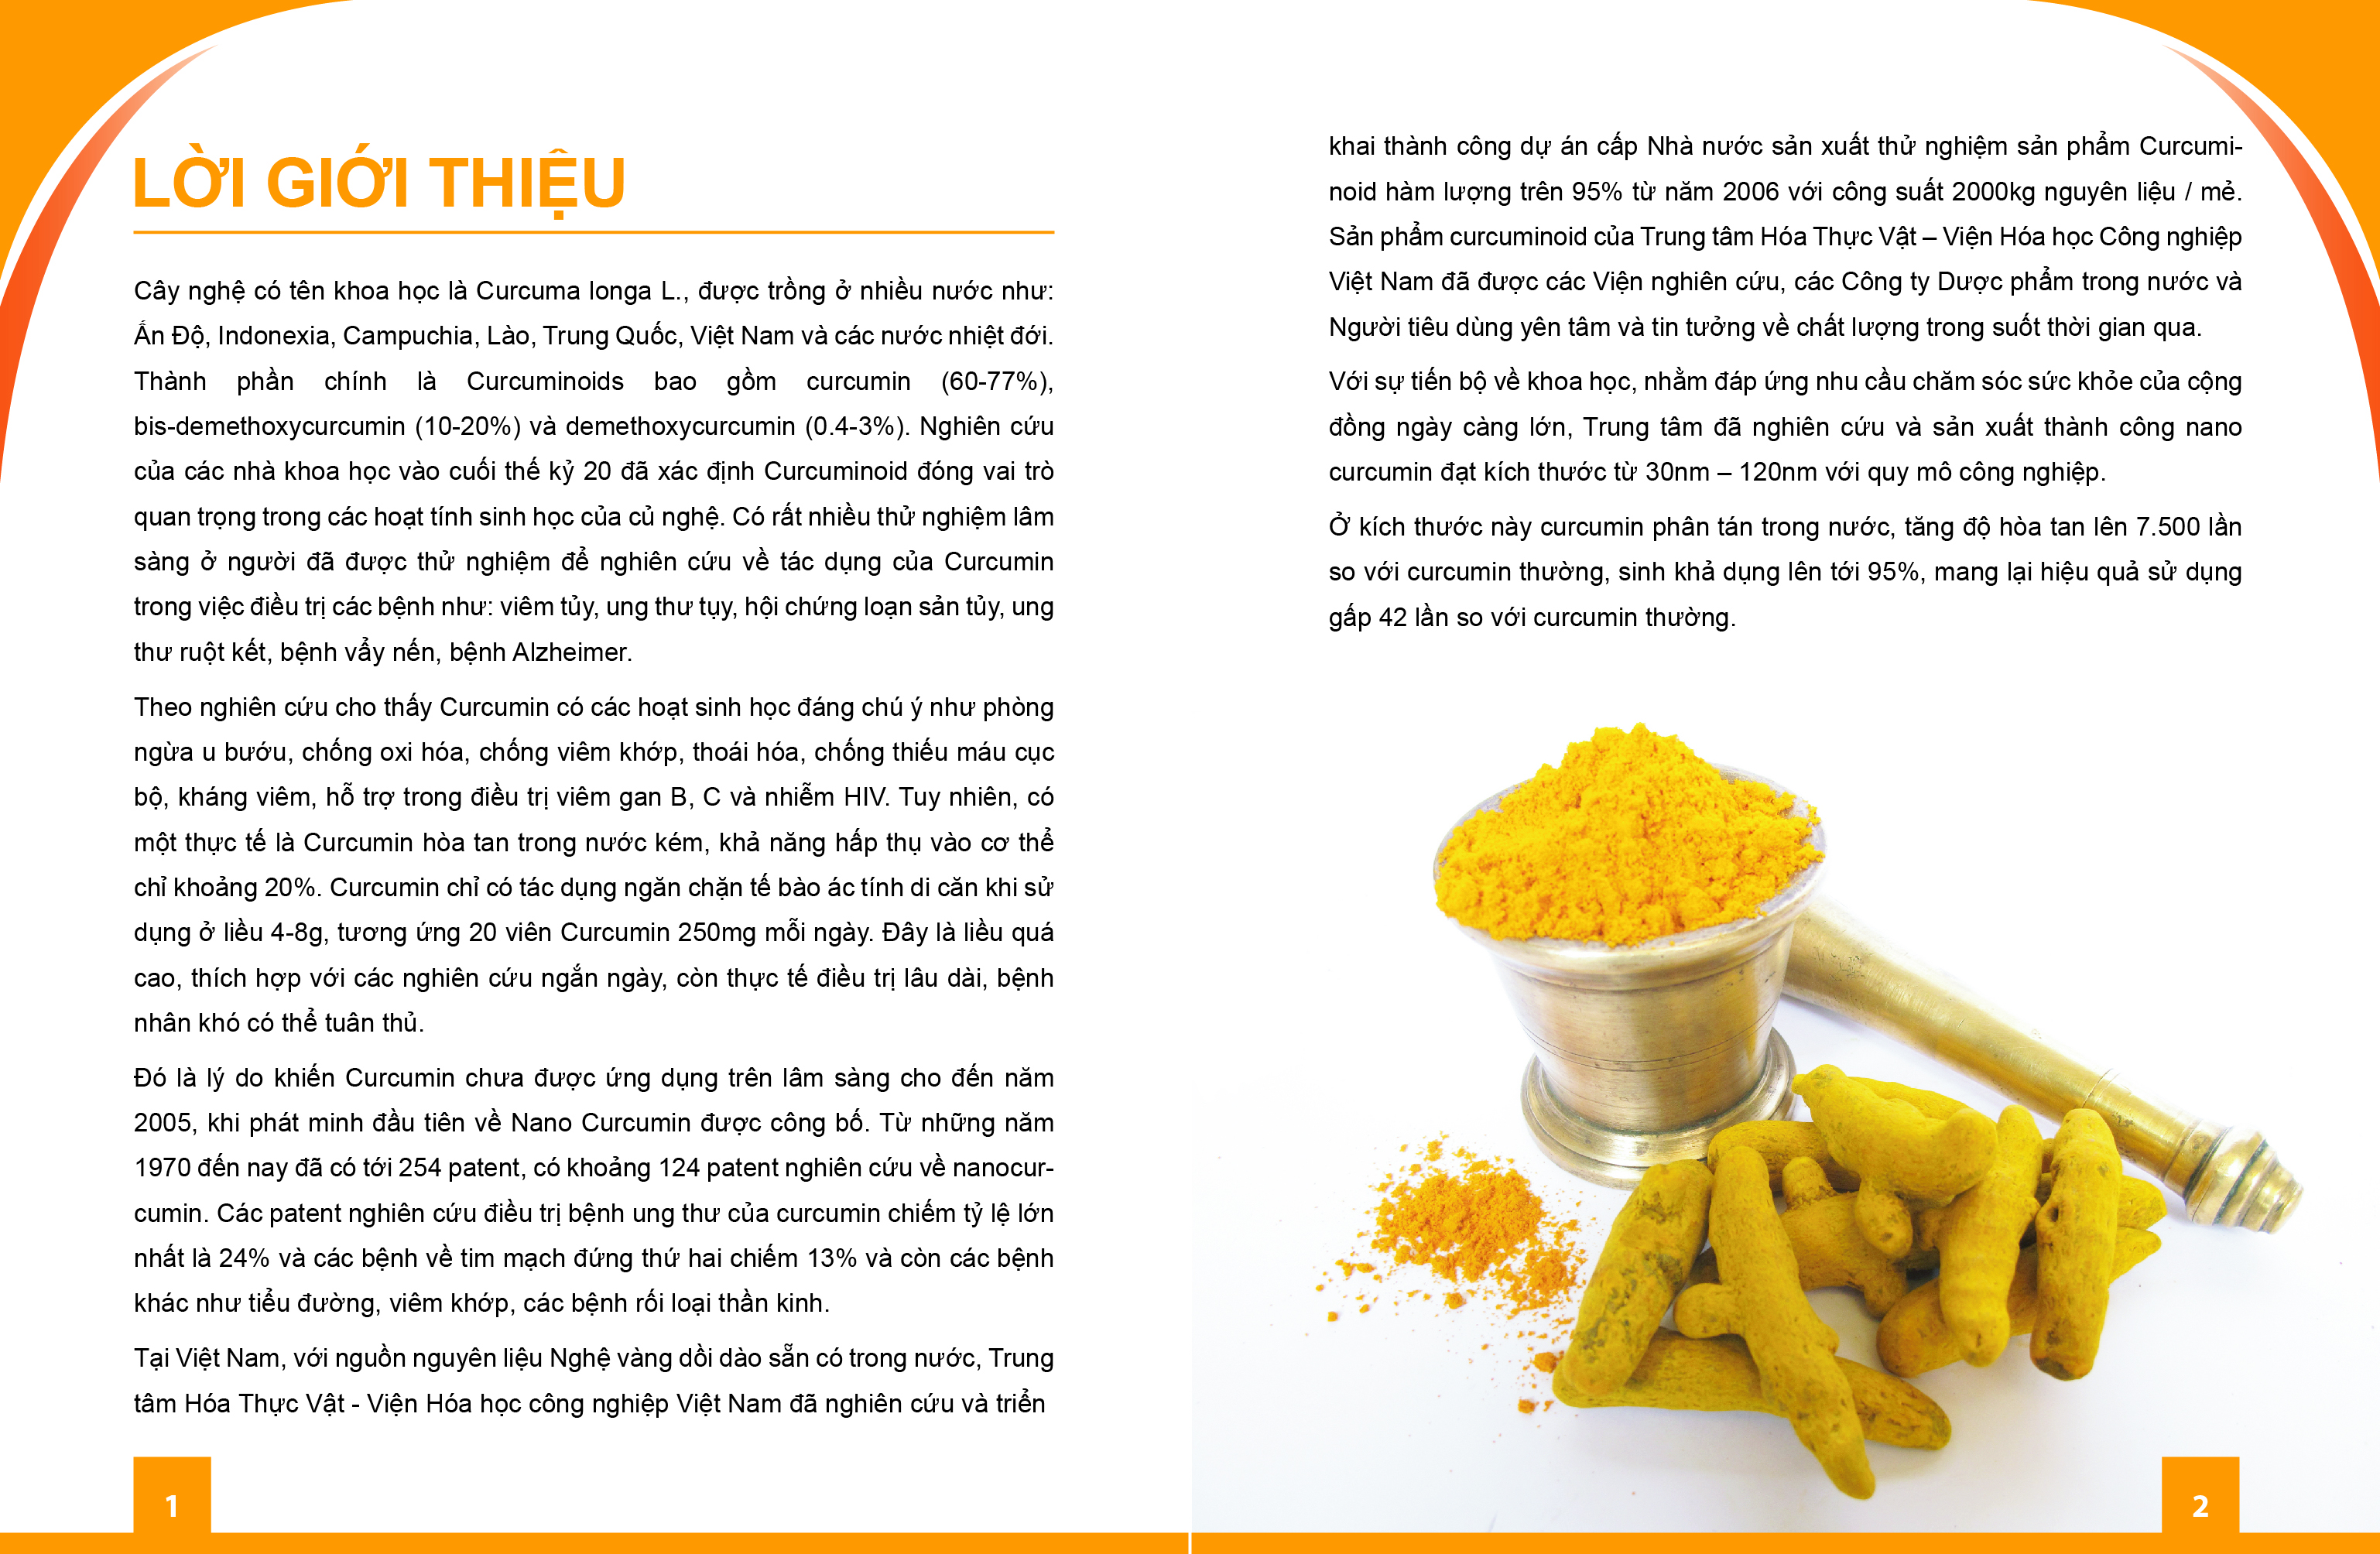 LỜI GIỚI THIỆU
Cây nghệ có tên khoa học là Curcuma longa L., được trồng ở nhiều nước như:
Ấn Độ, Indonexia, Campuchia, Lào, Trung Quốc, Việt Nam và các nước nhiệt đới.
Thành phần chính là Curcuminoids bao gồm curcumin (60-77%),
bis-demethoxycurcumin (10-20%) và demethoxycurcumin (0.4-3%). Nghiên cứu
của các nhà khoa học vào cuối thế kỷ 20 đã xác định Curcuminoid đóng vai trò
quan trọng trong các hoạt tính sinh học của củ nghệ. Có rất nhiều thử nghiệm lâm
sàng ở người đã được thử nghiệm để nghiên cứu về tác dụng của Curcumin
trong việc điều trị các bệnh như: viêm tủy, ung thư tụy, hội chứng loạn sản tủy, ung
thư ruột kết, bệnh vẩy nến, bệnh Alzheimer.
Theo nghiên cứu cho thấy Curcumin có các hoạt sinh học đáng chú ý như phòng
ngừa u bướu, chống oxi hóa, chống viêm khớp, thoái hóa, chống thiếu máu cục
bộ, kháng viêm, hỗ trợ trong điều trị viêm gan B, C và nhiễm HIV. Tuy nhiên, có
một thực tế là Curcumin hòa tan trong nước kém, khả năng hấp thụ vào cơ thể
chỉ khoảng 20%. Curcumin chỉ có tác dụng ngăn chặn tế bào ác tính di căn khi sử
dụng ở liều 4-8g, tương ứng 20 viên Curcumin 250mg mỗi ngày. Đây là liều quá
cao, thích hợp với các nghiên cứu ngắn ngày, còn thực tế điều trị lâu dài, bệnh
nhân khó có thể tuân thủ.
Đó là lý do khiến Curcumin chưa được ứng dụng trên lâm sàng cho đến năm
2005, khi phát minh đầu tiên về Nano Curcumin được công bố. Từ những năm
1970 đến nay đã có tới 254 patent, có khoảng 124 patent nghiên cứu về nanocur-
cumin. Các patent nghiên cứu điều trị bệnh ung thư của curcumin chiếm tỷ lệ lớn
nhất là 24% và các bệnh về tim mạch đứng thứ hai chiếm 13% và còn các bệnh
khác như tiểu đường, viêm khớp, các bệnh rối loại thần kinh.
Tại Việt Nam, với nguồn nguyên liệu Nghệ vàng dồi dào sẵn có trong nước, Trung
tâm Hóa Thực Vật - Viện Hóa học công nghiệp Việt Nam đã nghiên cứu và triển
1
khai thành công dự án cấp Nhà nước sản xuất thử nghiệm sản phẩm Curcumi-
noid hàm lượng trên 95% từ năm 2006 với công suất 2000kg nguyên liệu / mẻ.
Sản phẩm curcuminoid của Trung tâm Hóa Thực Vật – Viện Hóa học Công nghiệp
Việt Nam đã được các Viện nghiên cứu, các Công ty Dược phẩm trong nước và
Người tiêu dùng yên tâm và tin tưởng về chất lượng trong suốt thời gian qua.
Với sự tiến bộ về khoa học, nhằm đáp ứng nhu cầu chăm sóc sức khỏe của cộng
đồng ngày càng lớn, Trung tâm đã nghiên cứu và sản xuất thành công nano
curcumin đạt kích thước từ 30nm – 120nm với quy mô công nghiệp.
Ở kích thước này curcumin phân tán trong nước, tăng độ hòa tan lên 7.500 lần
so với curcumin thường, sinh khả dụng lên tới 95%, mang lại hiệu quả sử dụng
gấp 42 lần so với curcumin thường.
2